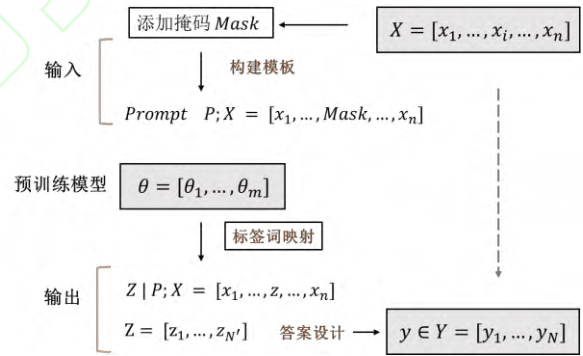 添加掩码 Mask
X = [x₁, …, xᵢ, …, xₙ]
输入
构建模板
Prompt P; X = [x₁, …, Mask, …, xₙ]
预训练模型
θ = [θ₁, …, θₘ]
标签词映射
输出
Z | P; X = [x₁, …, z, …, xₙ]
Z = [z₁, …, z_N′]
答案设计
y ∈ Y = [y₁, …, y_N]